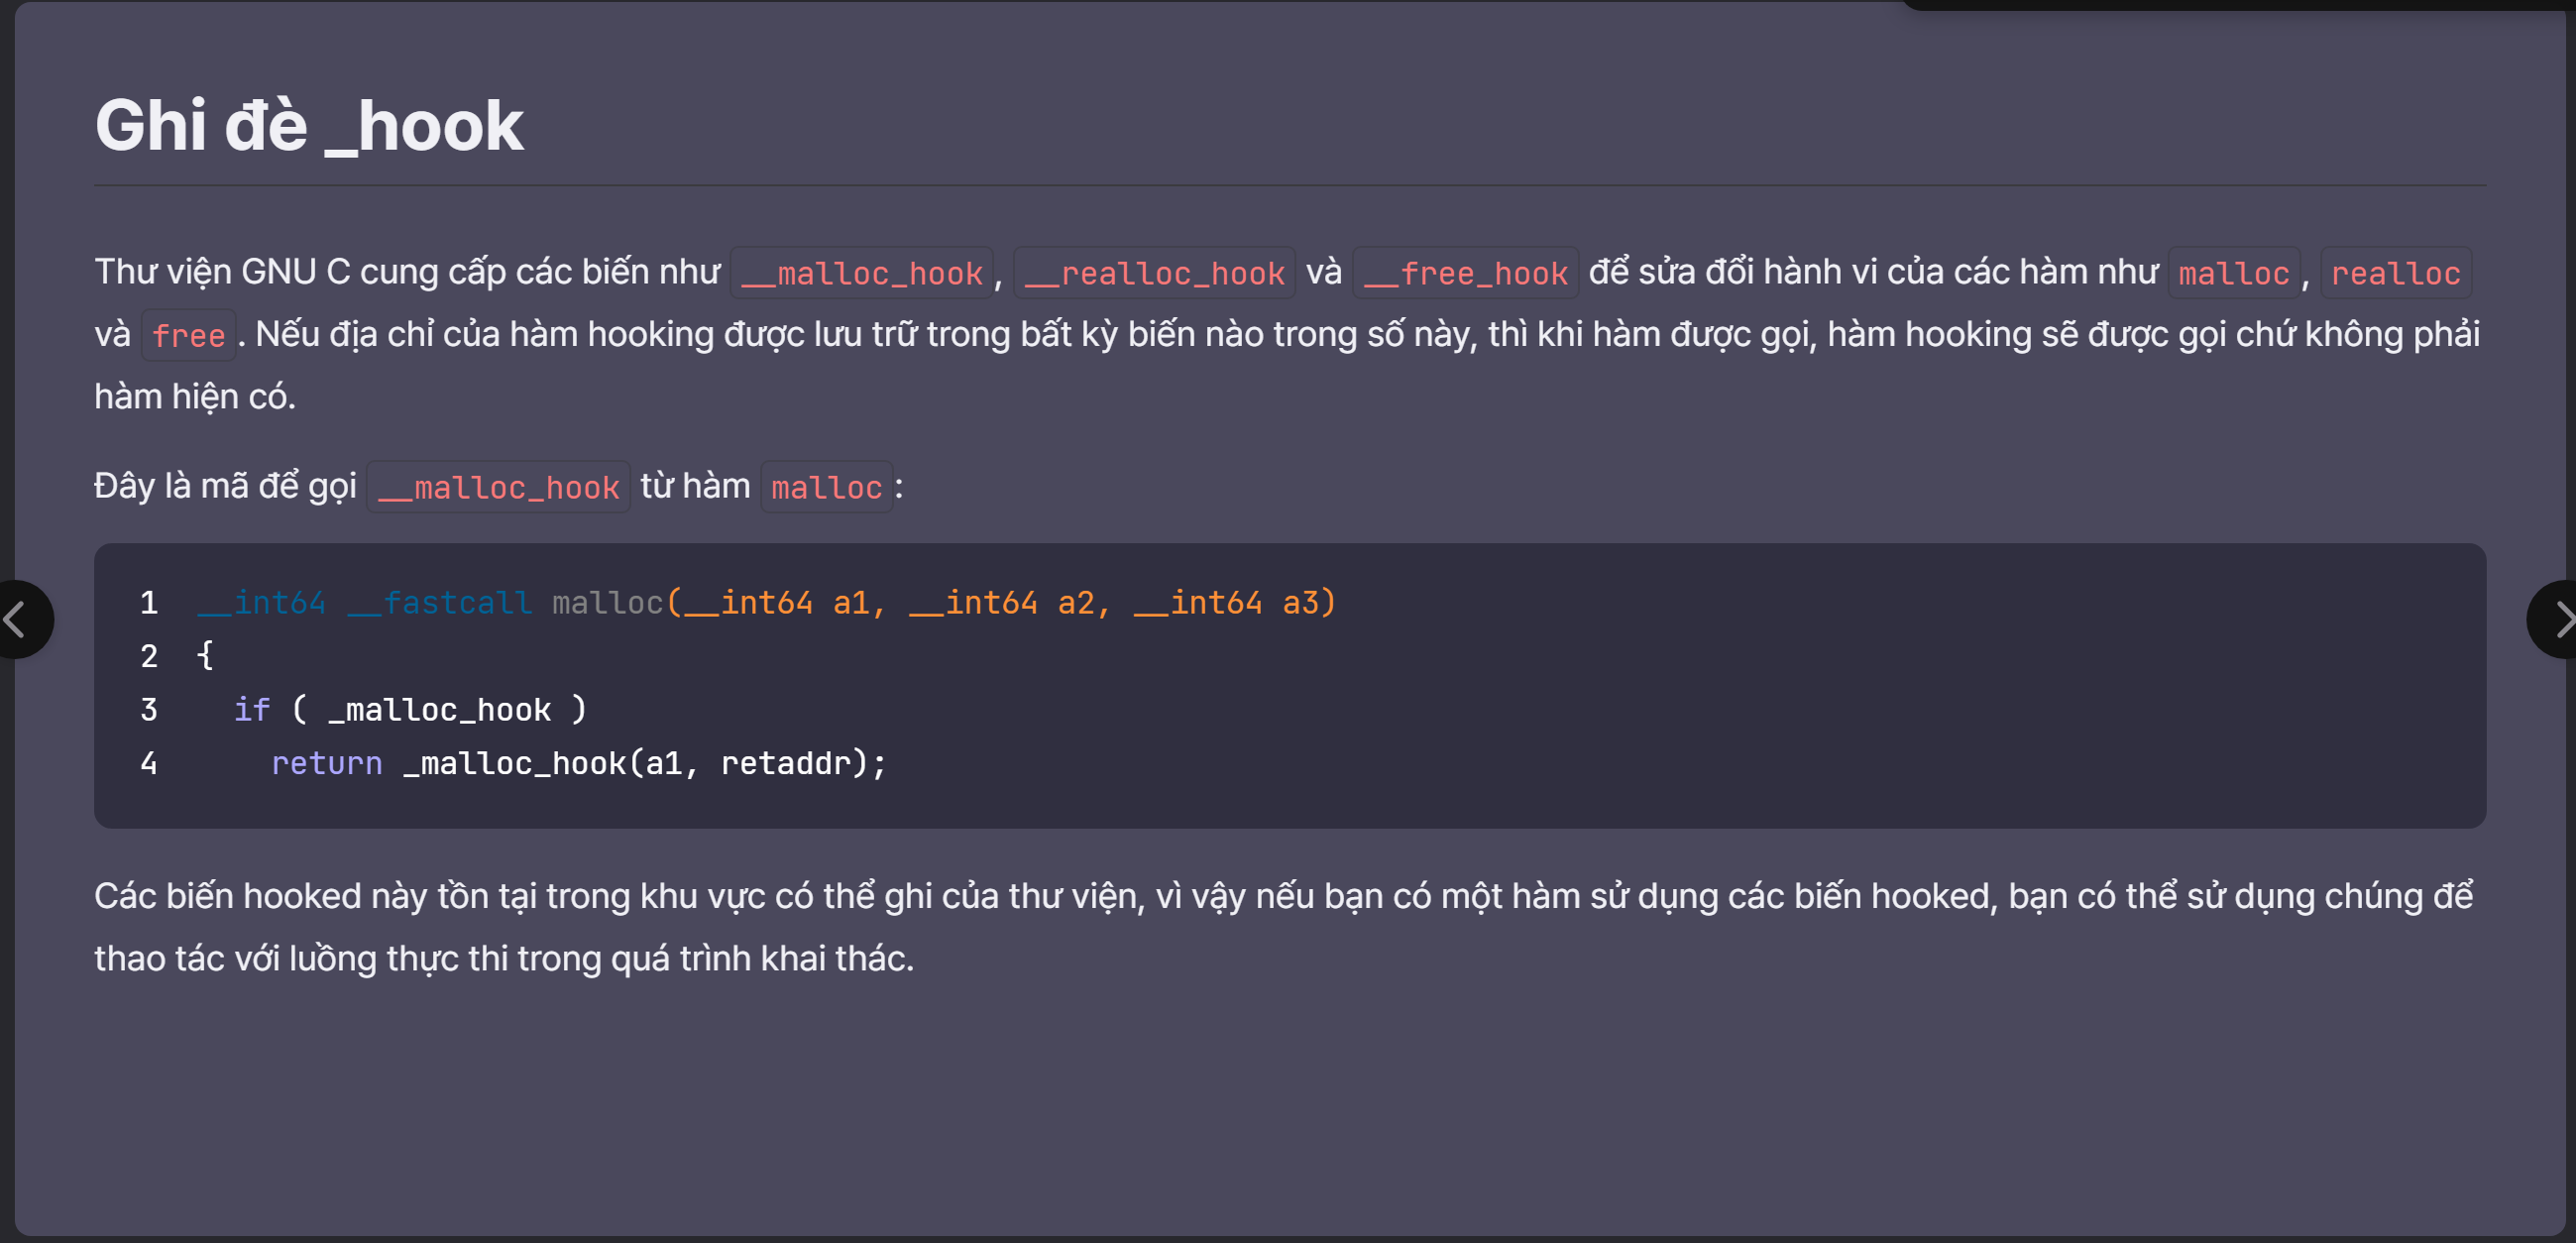 Ghi đè _hook
Thư viện GNU C cung cấp các biến như __malloc_hook, __realloc_hook và __free_hook để sửa đổi hành vi của các hàm như malloc, realloc
và free. Nếu địa chỉ của hàm hooking được lưu trữ trong bất kỳ biến nào trong số này, thì khi hàm được gọi, hàm hooking sẽ được gọi chứ không phải
hàm hiện có.
Đây là mã để gọi __malloc_hook từ hàm malloc:
1 __int64 __fastcall malloc(__int64 a1, __int64 a2, __int64 a3)
2 {
3   if ( _malloc_hook )
4     return _malloc_hook(a1, retaddr);
Các biến hooked này tồn tại trong khu vực có thể ghi của thư viện, vì vậy nếu bạn có một hàm sử dụng các biến hooked, bạn có thể sử dụng chúng để
thao tác với luồng thực thi trong quá trình khai thác.